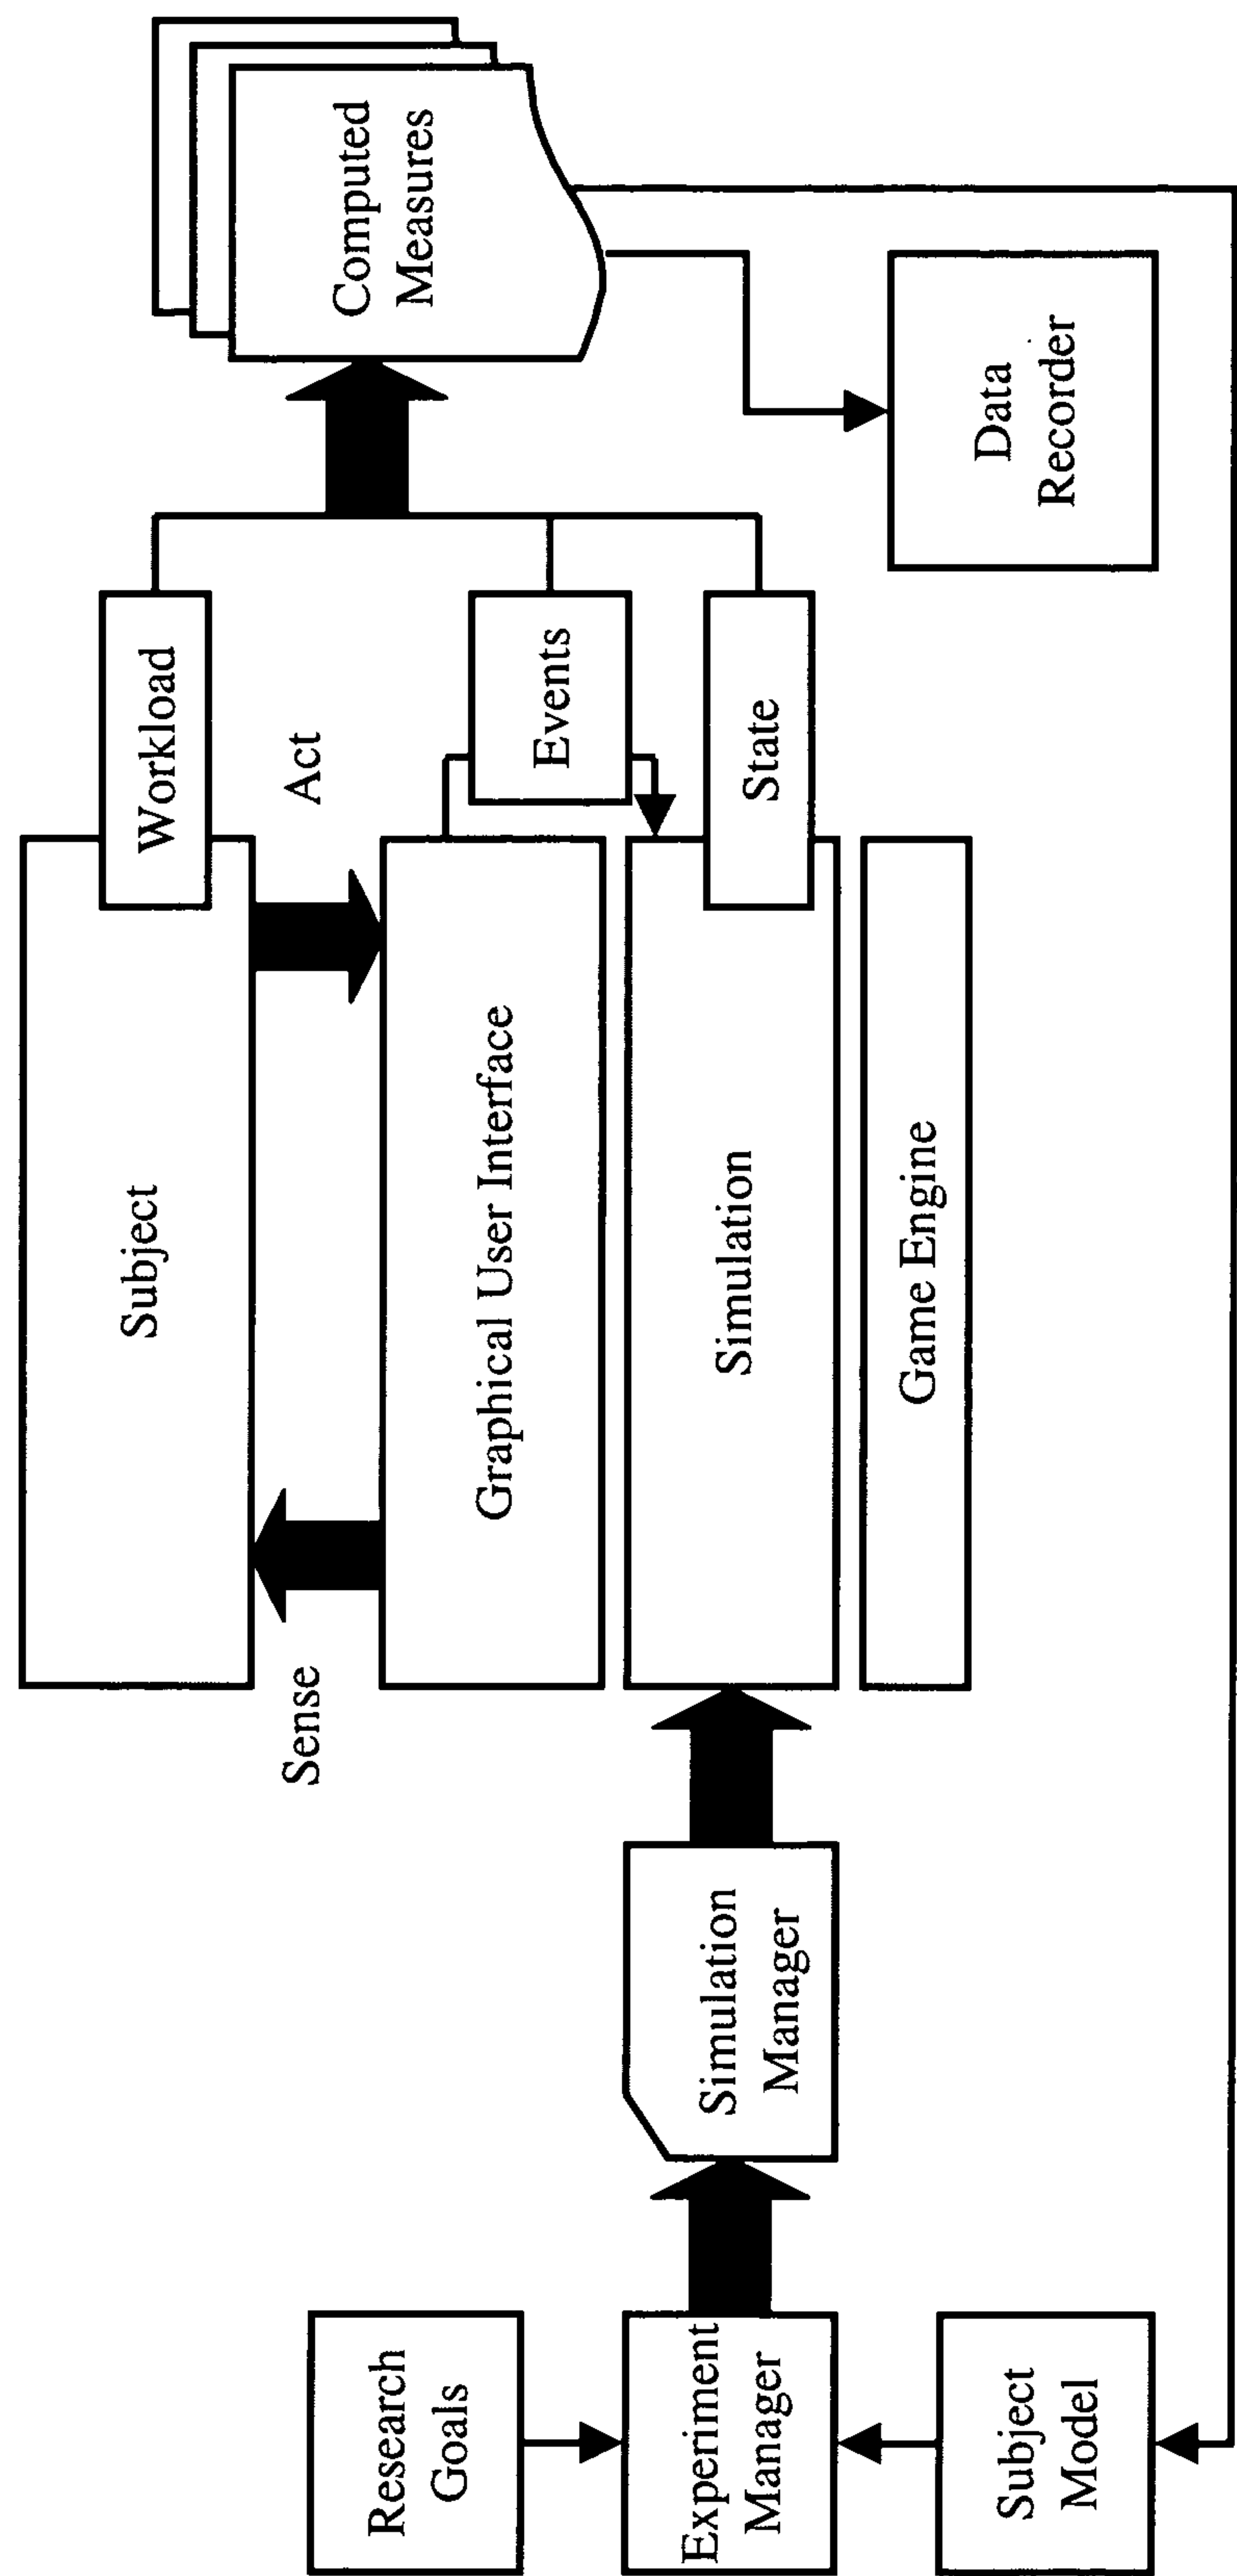 Research
Goals
Experiment
Manager
Subject
Model
Simulation
Manager
Sense
Subject
Graphical User Interface
Simulation
Game Engine
Act
Workload
Events
State
Computed
Measures
Data
Recorder